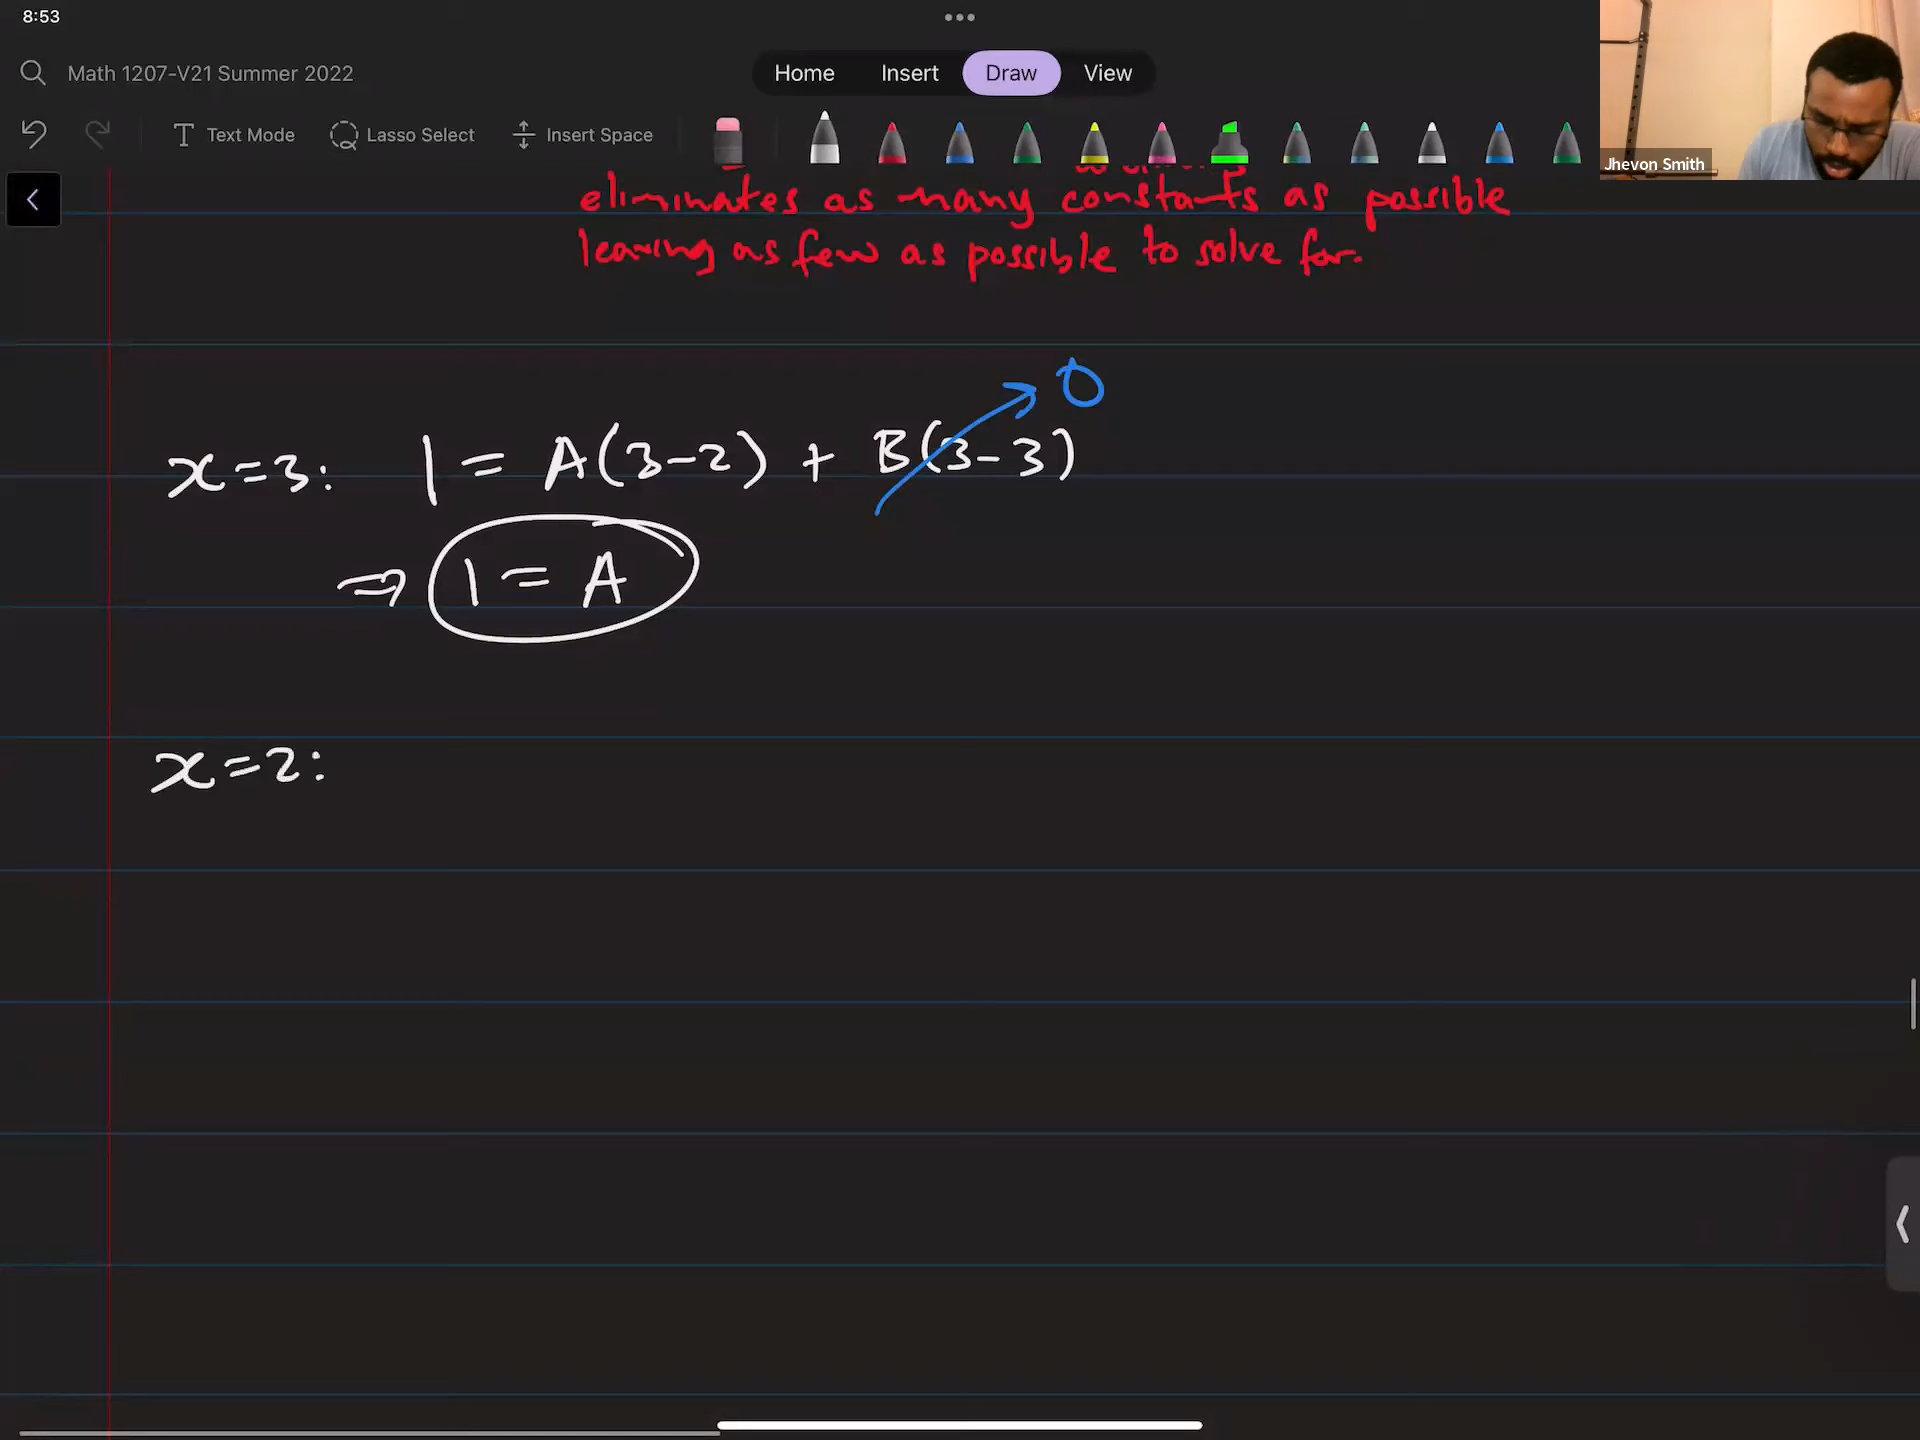 8:53
Math 1207-V21 Summer 2022
Home Insert Draw View
Text Mode Lasso Select Insert Space
Jhevon Smith
eliminates as many constants as possible
leaving as few as possible to solve for.
0
x=3: 1 = A(3-2) + B(3-3)
⇒ 1 = A
x=2: